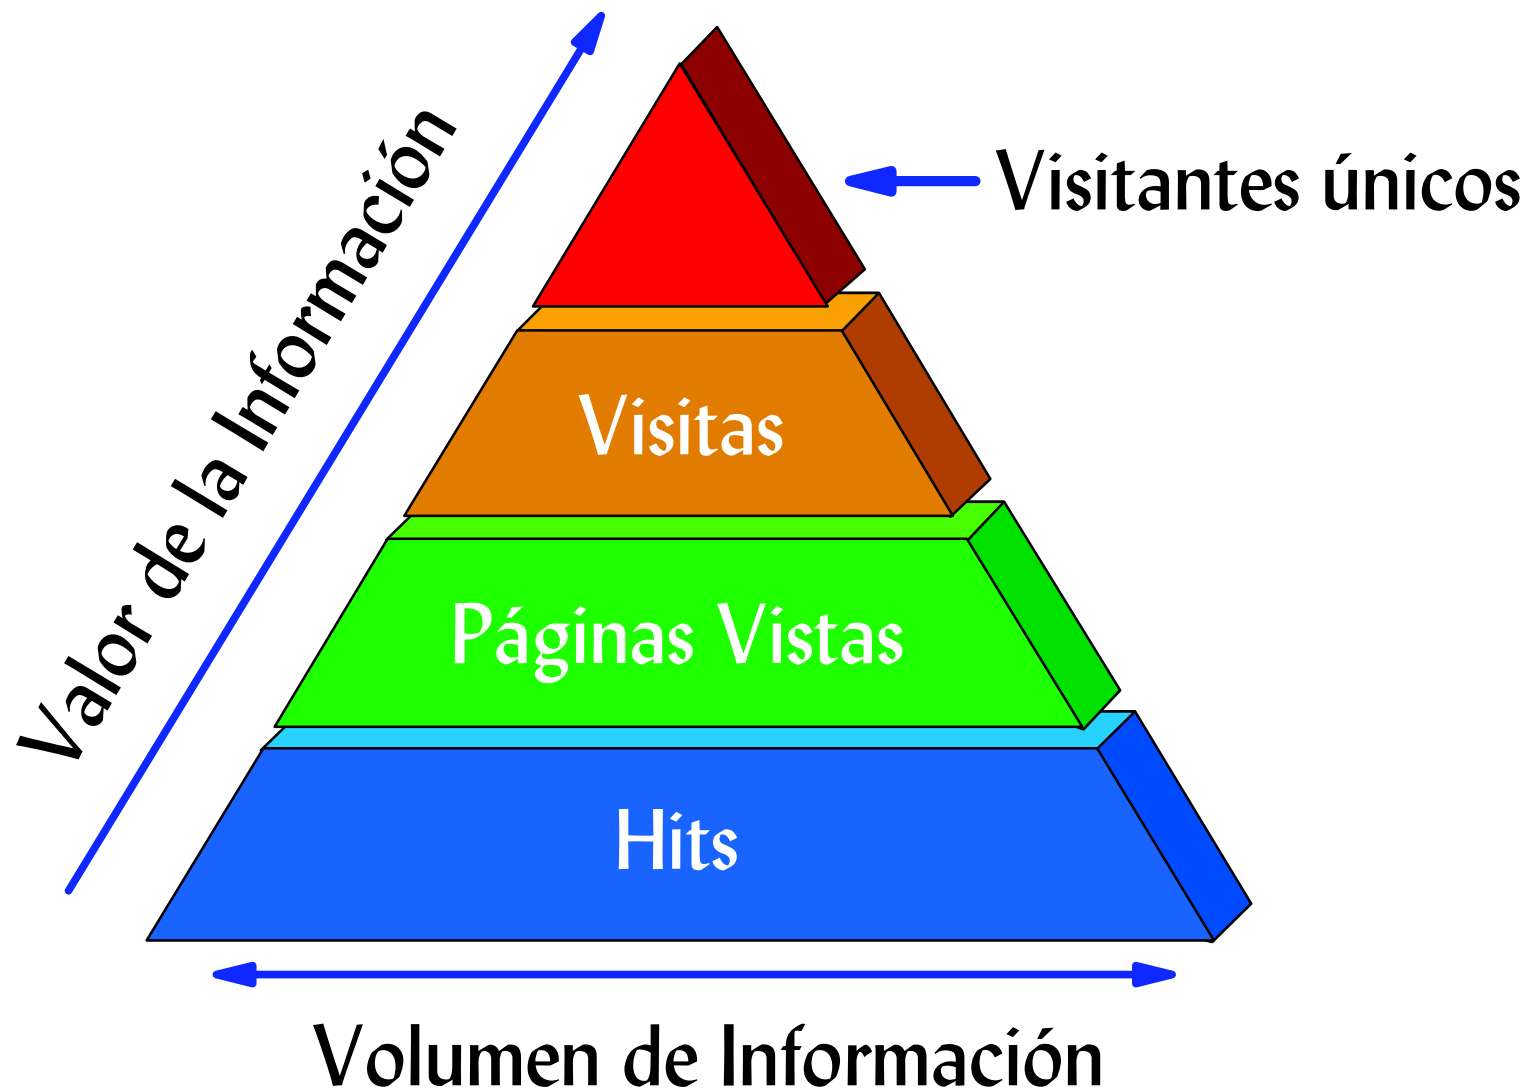 Valor de la Información
Visitantes únicos
Visitas
Páginas Vistas
Hits
Volumen de Información